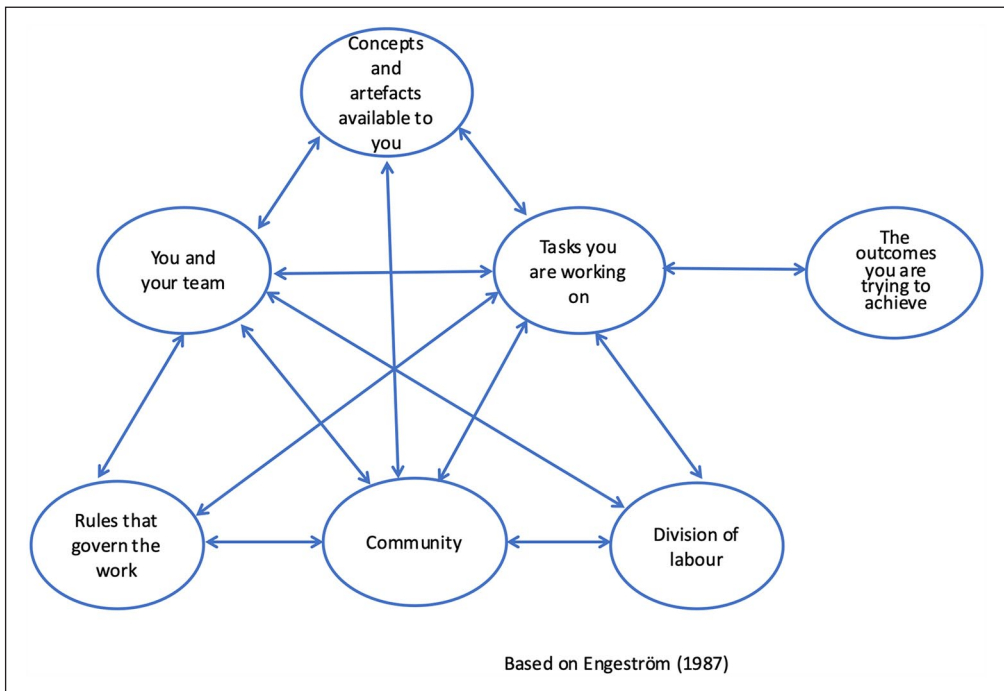 Concepts
and
artefacts
available to
you
You and
your team
Tasks you
are working
on
The
outcomes
you are
trying to
achieve
Rules that
govern the
work
Community
Division of
labour
Based on Engeström (1987)